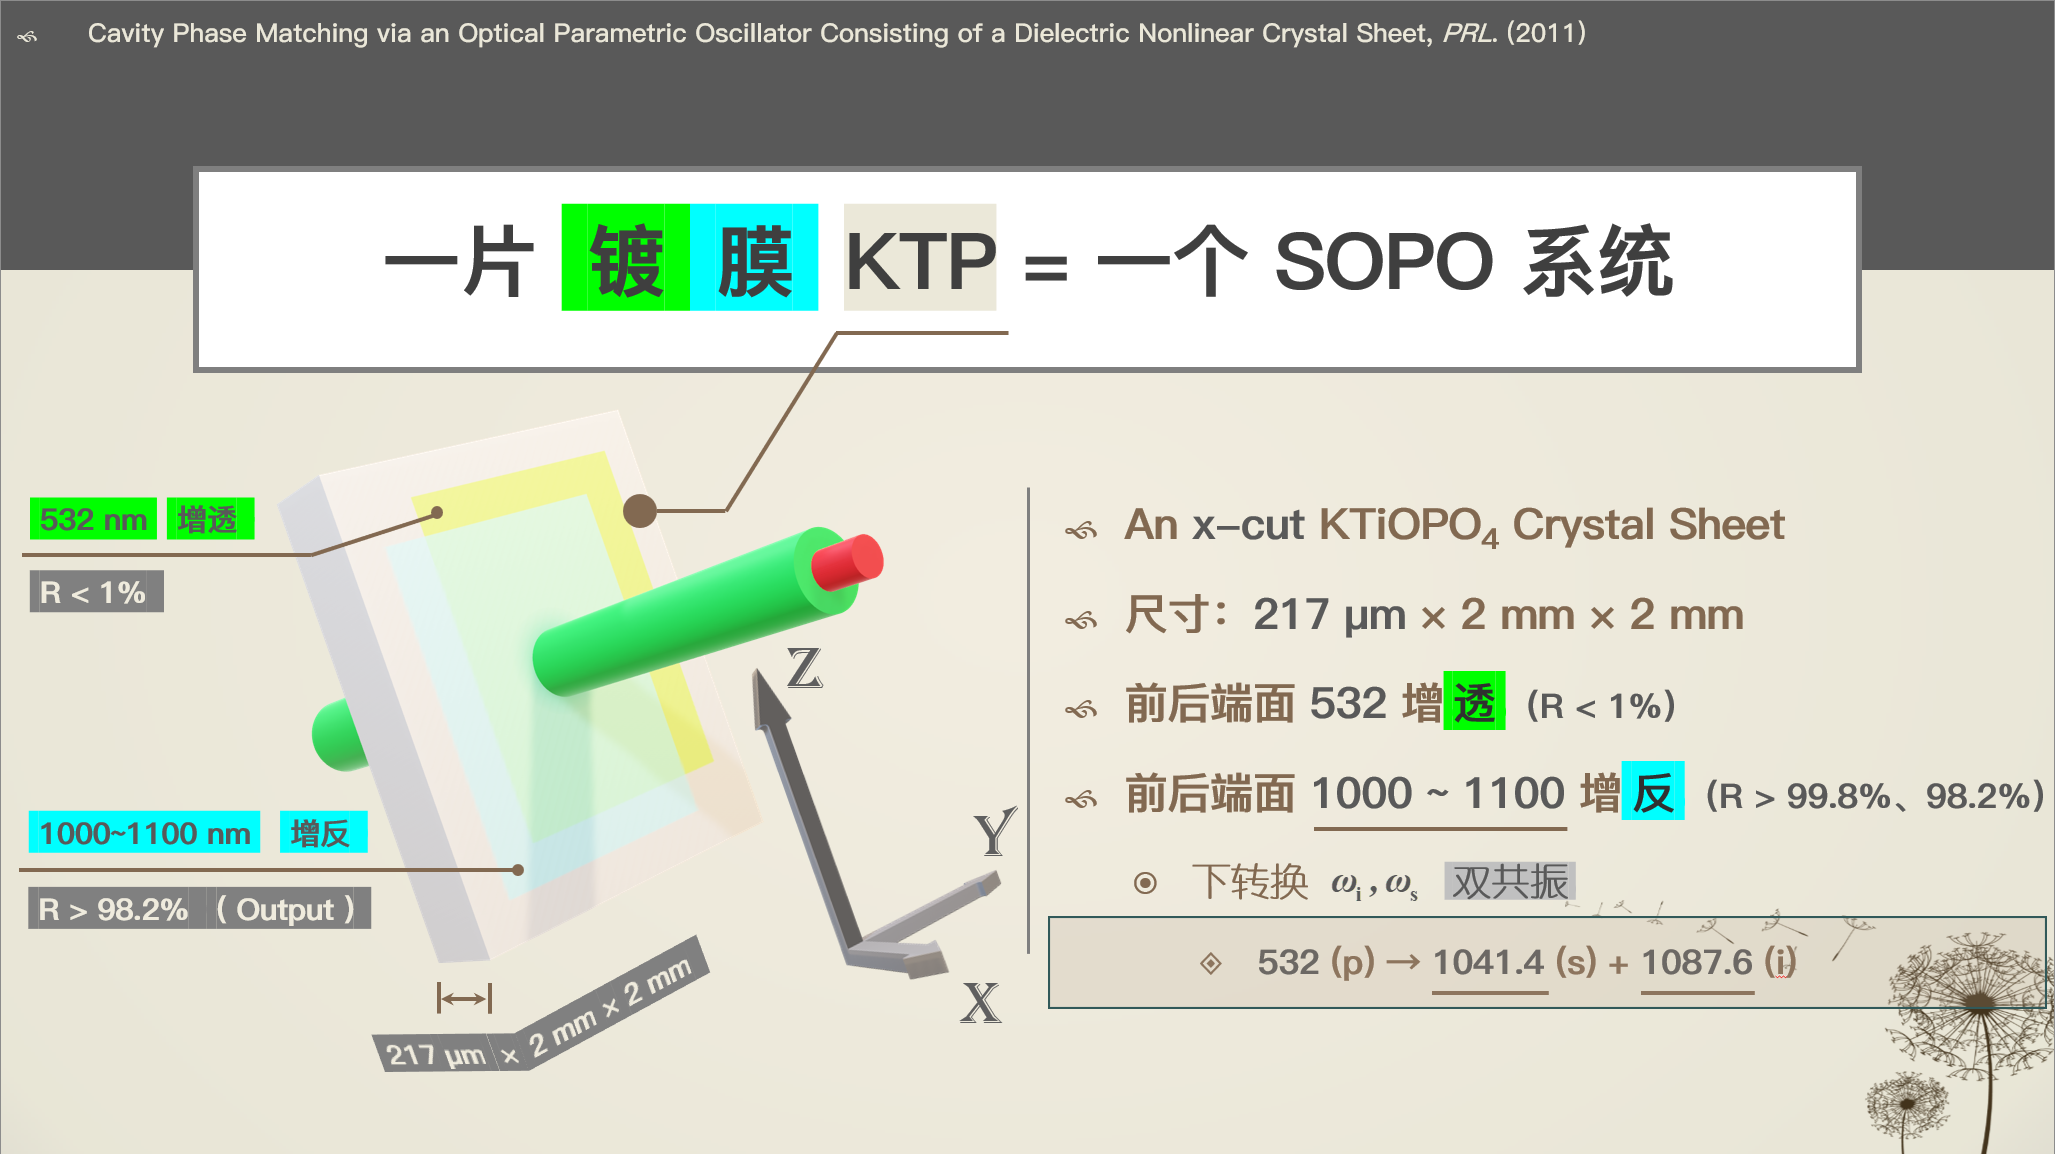 Cavity Phase Matching via an Optical Parametric Oscillator Consisting of a Dielectric Nonlinear Crystal Sheet, PRL. (2011)
一片 镀 膜 KTP = 一个 SOPO 系统
532 nm 增透
R < 1%
1000~1100 nm 增反
R > 98.2% ( Output )
217 μm × 2 mm × 2 mm
Z
Y
X
An x-cut KTiOPO₄ Crystal Sheet
尺寸：217 μm × 2 mm × 2 mm
前后端面 532 增 透 (R < 1%)
前后端面 1000 ~ 1100 增 反 (R > 99.8%、98.2%)
下转换 ωᵢ , ωₛ 双共振
532 (p) → 1041.4 (s) + 1087.6 (i)